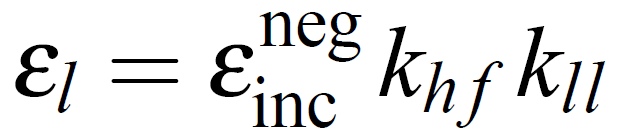 ε_l = ε_inc^neg k_hf k_ll